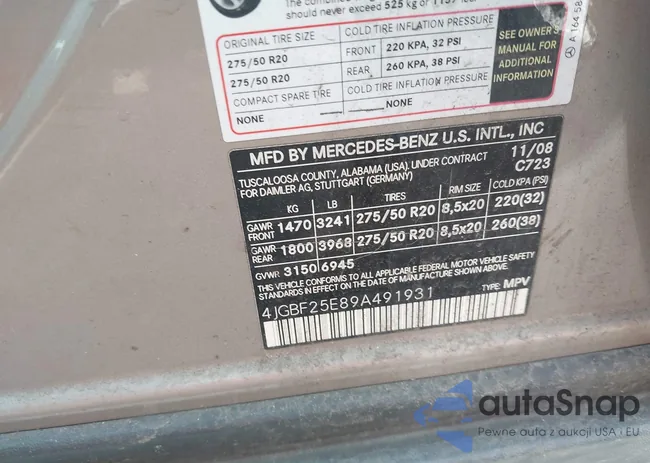 The combined
should never exceed 525 kg or 1157
ORIGINAL TIRE SIZE
COLD TIRE INFLATION PRESSURE
275/50 R20
FRONT 220 KPA, 32 PSI
275/50 R20
REAR 260 KPA, 38 PSI
COMPACT SPARE TIRE
COLD TIRE INFLATION PRESSURE
NONE
NONE
SEE OWNER'S
MANUAL FOR
ADDITIONAL
INFORMATION
A 164 58
MFD BY MERCEDES-BENZ U.S. INTL., INC
TUSCALOOSA COUNTY, ALABAMA (USA). UNDER CONTRACT 11/08
FOR DAIMLER AG, STUTTGART (GERMANY) C723
KG LB TIRES RIM SIZE COLD KPA (PSI)
GAWR FRONT 1470 3241 275/50 R20 8,5x20 220(32)
GAWR REAR 1800 3968 275/50 R20 8,5x20 260(38)
GVWR 3150 6945
THIS VEHICLE CONFORMS TO ALL APPLICABLE FEDERAL MOTOR VEHICLE SAFETY
STANDARDS IN EFFECT ON THE DATE OF MANUFACTURE SHOWN ABOVE.
4JGBF25E89A491931 TYPE: MPV
autoSnap
Pewne auta z aukcji USA i EU